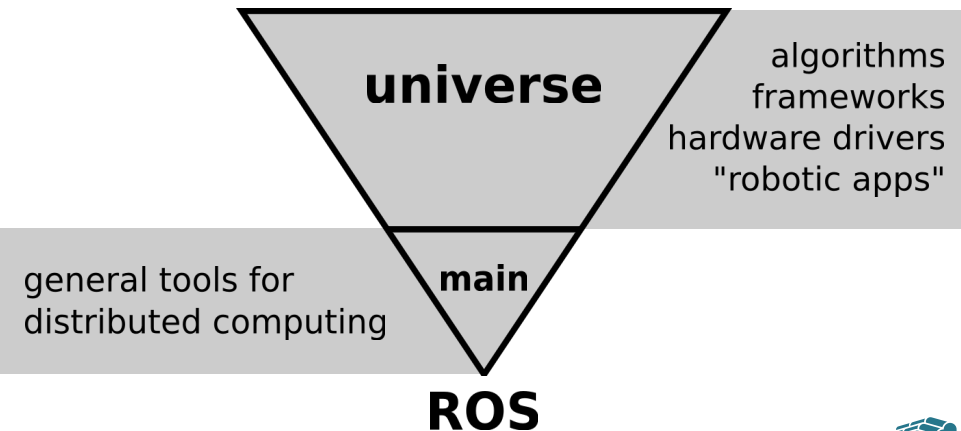 universe
algorithms
frameworks
hardware drivers
"robotic apps"
main
general tools for
distributed computing
ROS